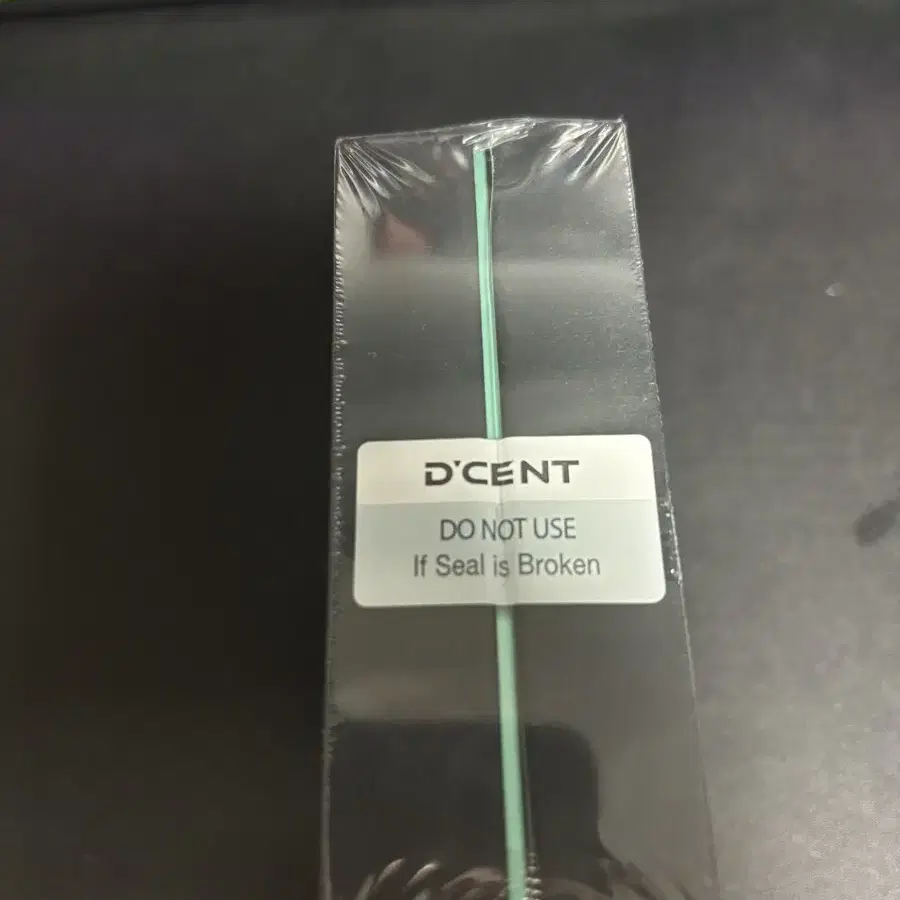 D'CENT
DO NOT USE
If Seal is Broken